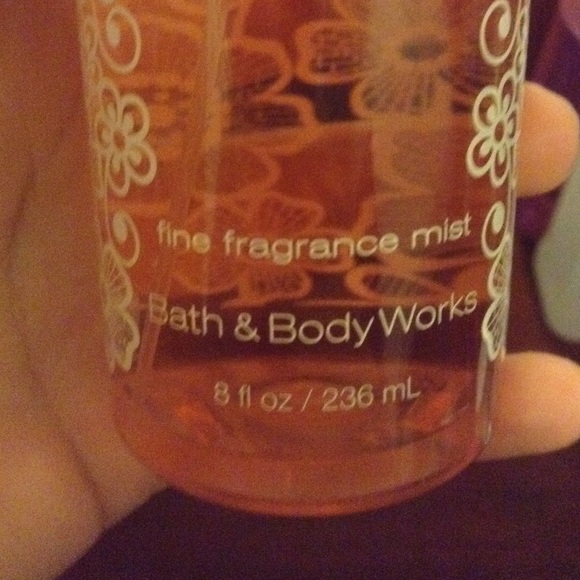 fine fragrance mist
Bath & Body Works
8 fl oz / 236 mL